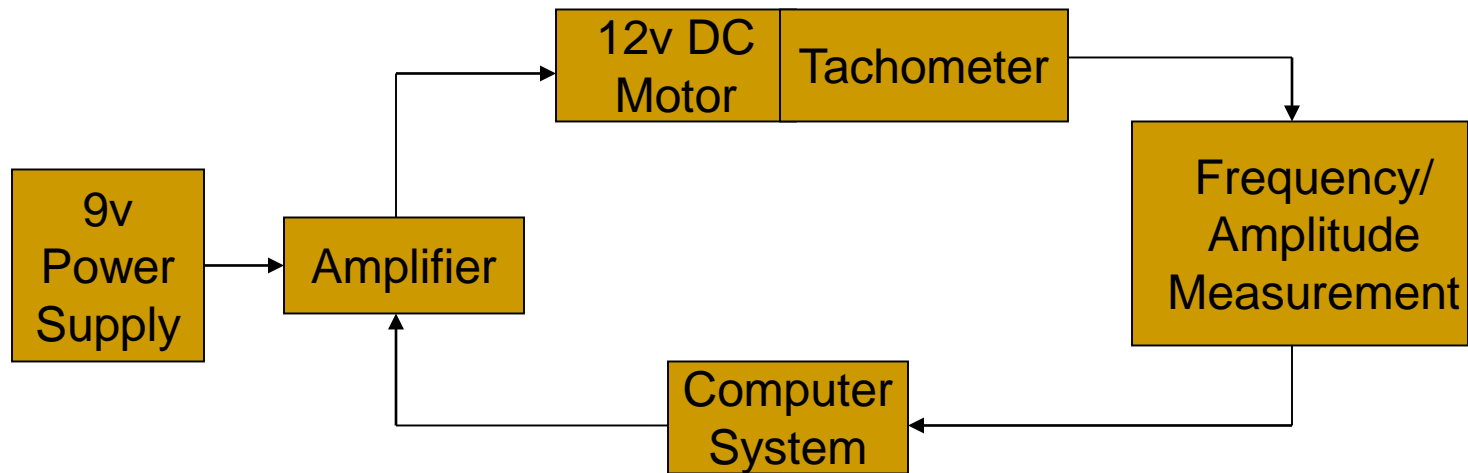 12v DC
Motor
Tachometer
9v
Power
Supply
Amplifier
Frequency/
Amplitude
Measurement
Computer
System